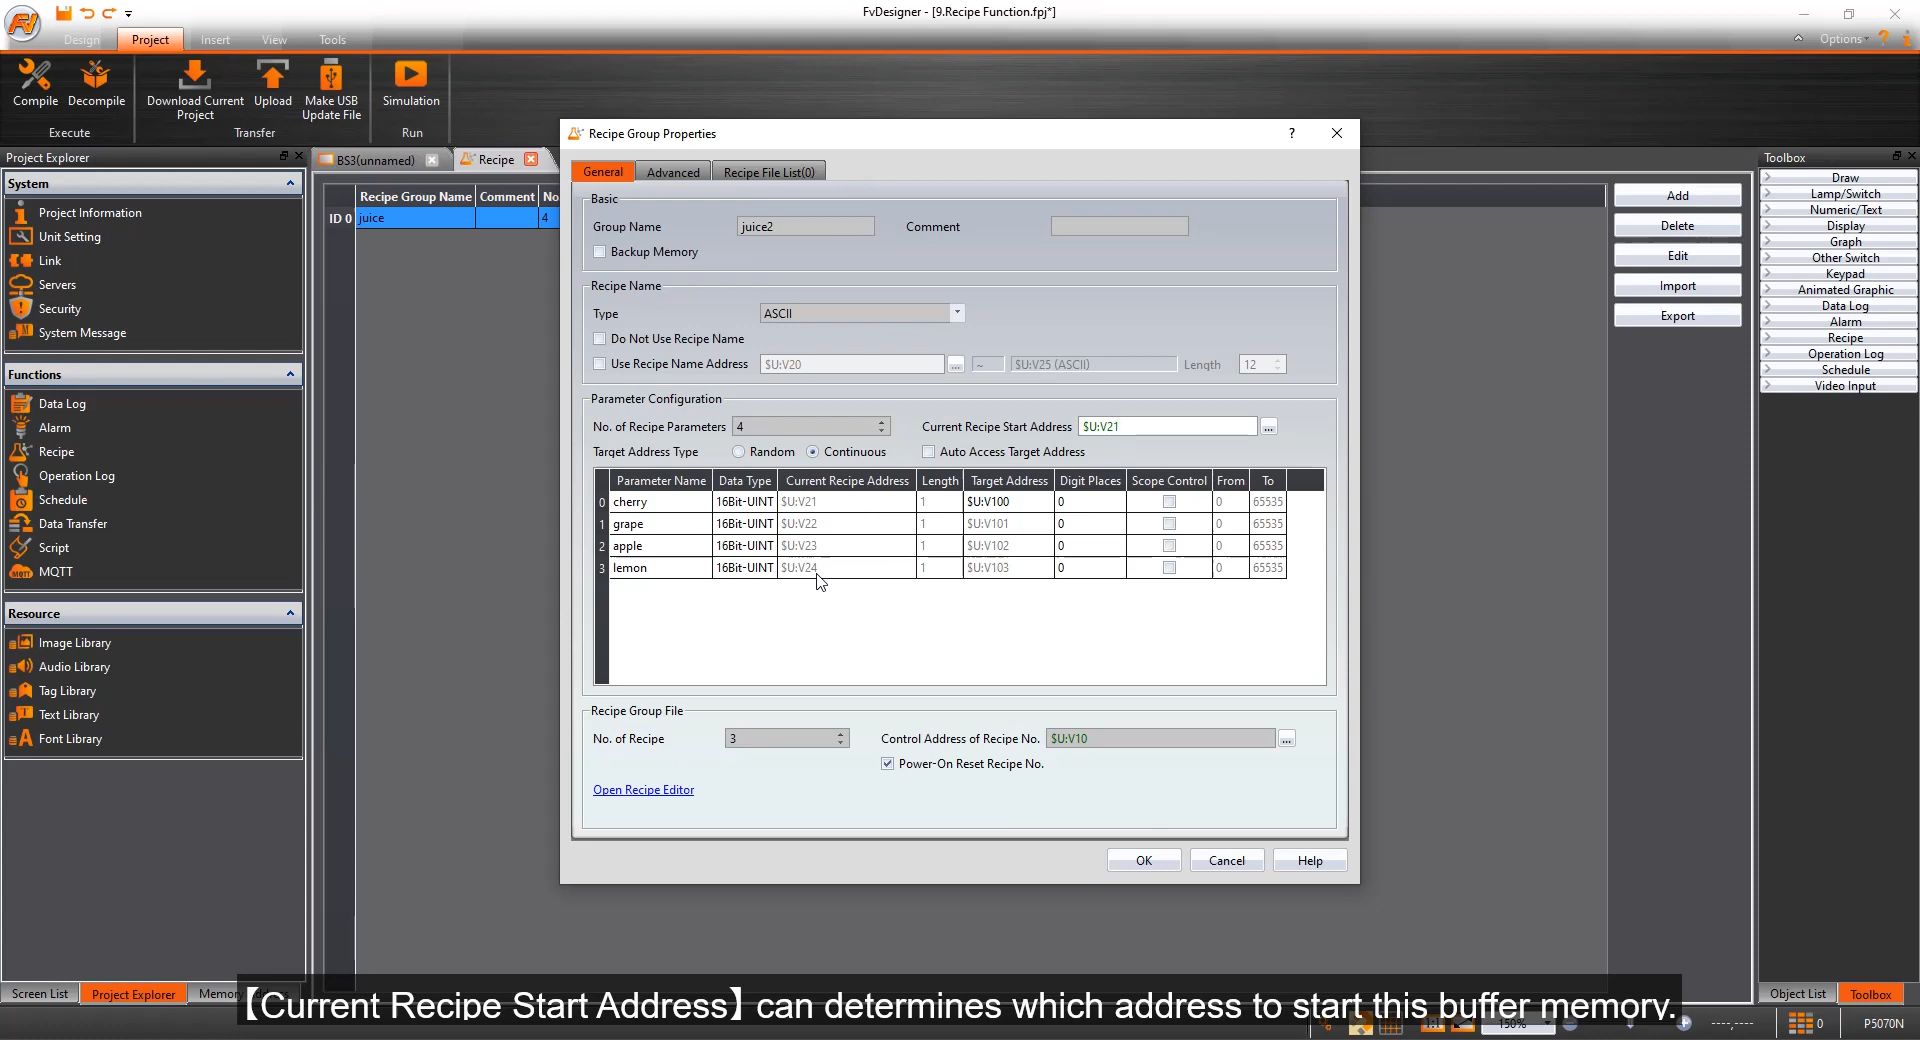 FvDesigner - [9.Recipe Function.fpj*]
Design Project Insert View Tools
Options
Compile Decompile Download Current Project Upload Make USB Update File Simulation
Execute Transfer Run
Project Explorer
System
Project Information
Unit Setting
Link
Servers
Security
System Message
Functions
Data Log
Alarm
Recipe
Operation Log
Schedule
Data Transfer
Script
MQTT
Resource
Image Library
Audio Library
Tag Library
Text Library
Font Library
Screen List Project Explorer Memory
BS3(unnamed) Recipe
Recipe Group Name Comment No
ID 0 juice 4
Recipe Group Properties
General Advanced Recipe File List(0)
Basic
Group Name juice2 Comment
Backup Memory
Recipe Name
Type ASCII
Do Not Use Recipe Name
Use Recipe Name Address $U:V20 ... ~ $U:V25 (ASCII) Length 12
Parameter Configuration
No. of Recipe Parameters 4 Current Recipe Start Address $U:V21 ...
Target Address Type Random Continuous Auto Access Target Address
Parameter Name Data Type Current Recipe Address Length Target Address Digit Places Scope Control From To
0 cherry 16Bit-UINT $U:V21 1 $U:V100 0 0 65535
1 grape 16Bit-UINT $U:V22 1 $U:V101 0 0 65535
2 apple 16Bit-UINT $U:V23 1 $U:V102 0 0 65535
3 lemon 16Bit-UINT $U:V24 1 $U:V103 0 0 65535
Recipe Group File
No. of Recipe 3 Control Address of Recipe No. $U:V10 ...
Power-On Reset Recipe No.
Open Recipe Editor
OK Cancel Help
Add
Delete
Edit
Import
Export
Toolbox
Draw
Lamp/Switch
Numeric/Text
Display
Graph
Other Switch
Keypad
Animated Graphic
Data Log
Alarm
Recipe
Operation Log
Schedule
Video Input
Object List Toolbox
【Current Recipe Start Address】can determines which address to start this buffer memory.
1:1 150% ----,---- 0 P5070N